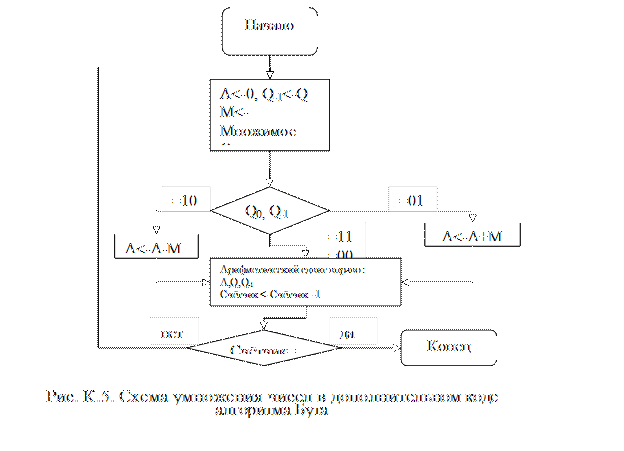 Начало
A<-0, Q-1<-Q
M<-
Множимое
=10
=01
Q0, Q-1
A<-A-M
=11
=00
A<-A+M
Арифметический сдвиг вправо:
A,Q,Q-1
Счётчик < Счётчик -1
нет
да
Счётчик =
Конец
Рис. К.5. Схема умножения чисел в дополнительном коде
алгоритма Бута